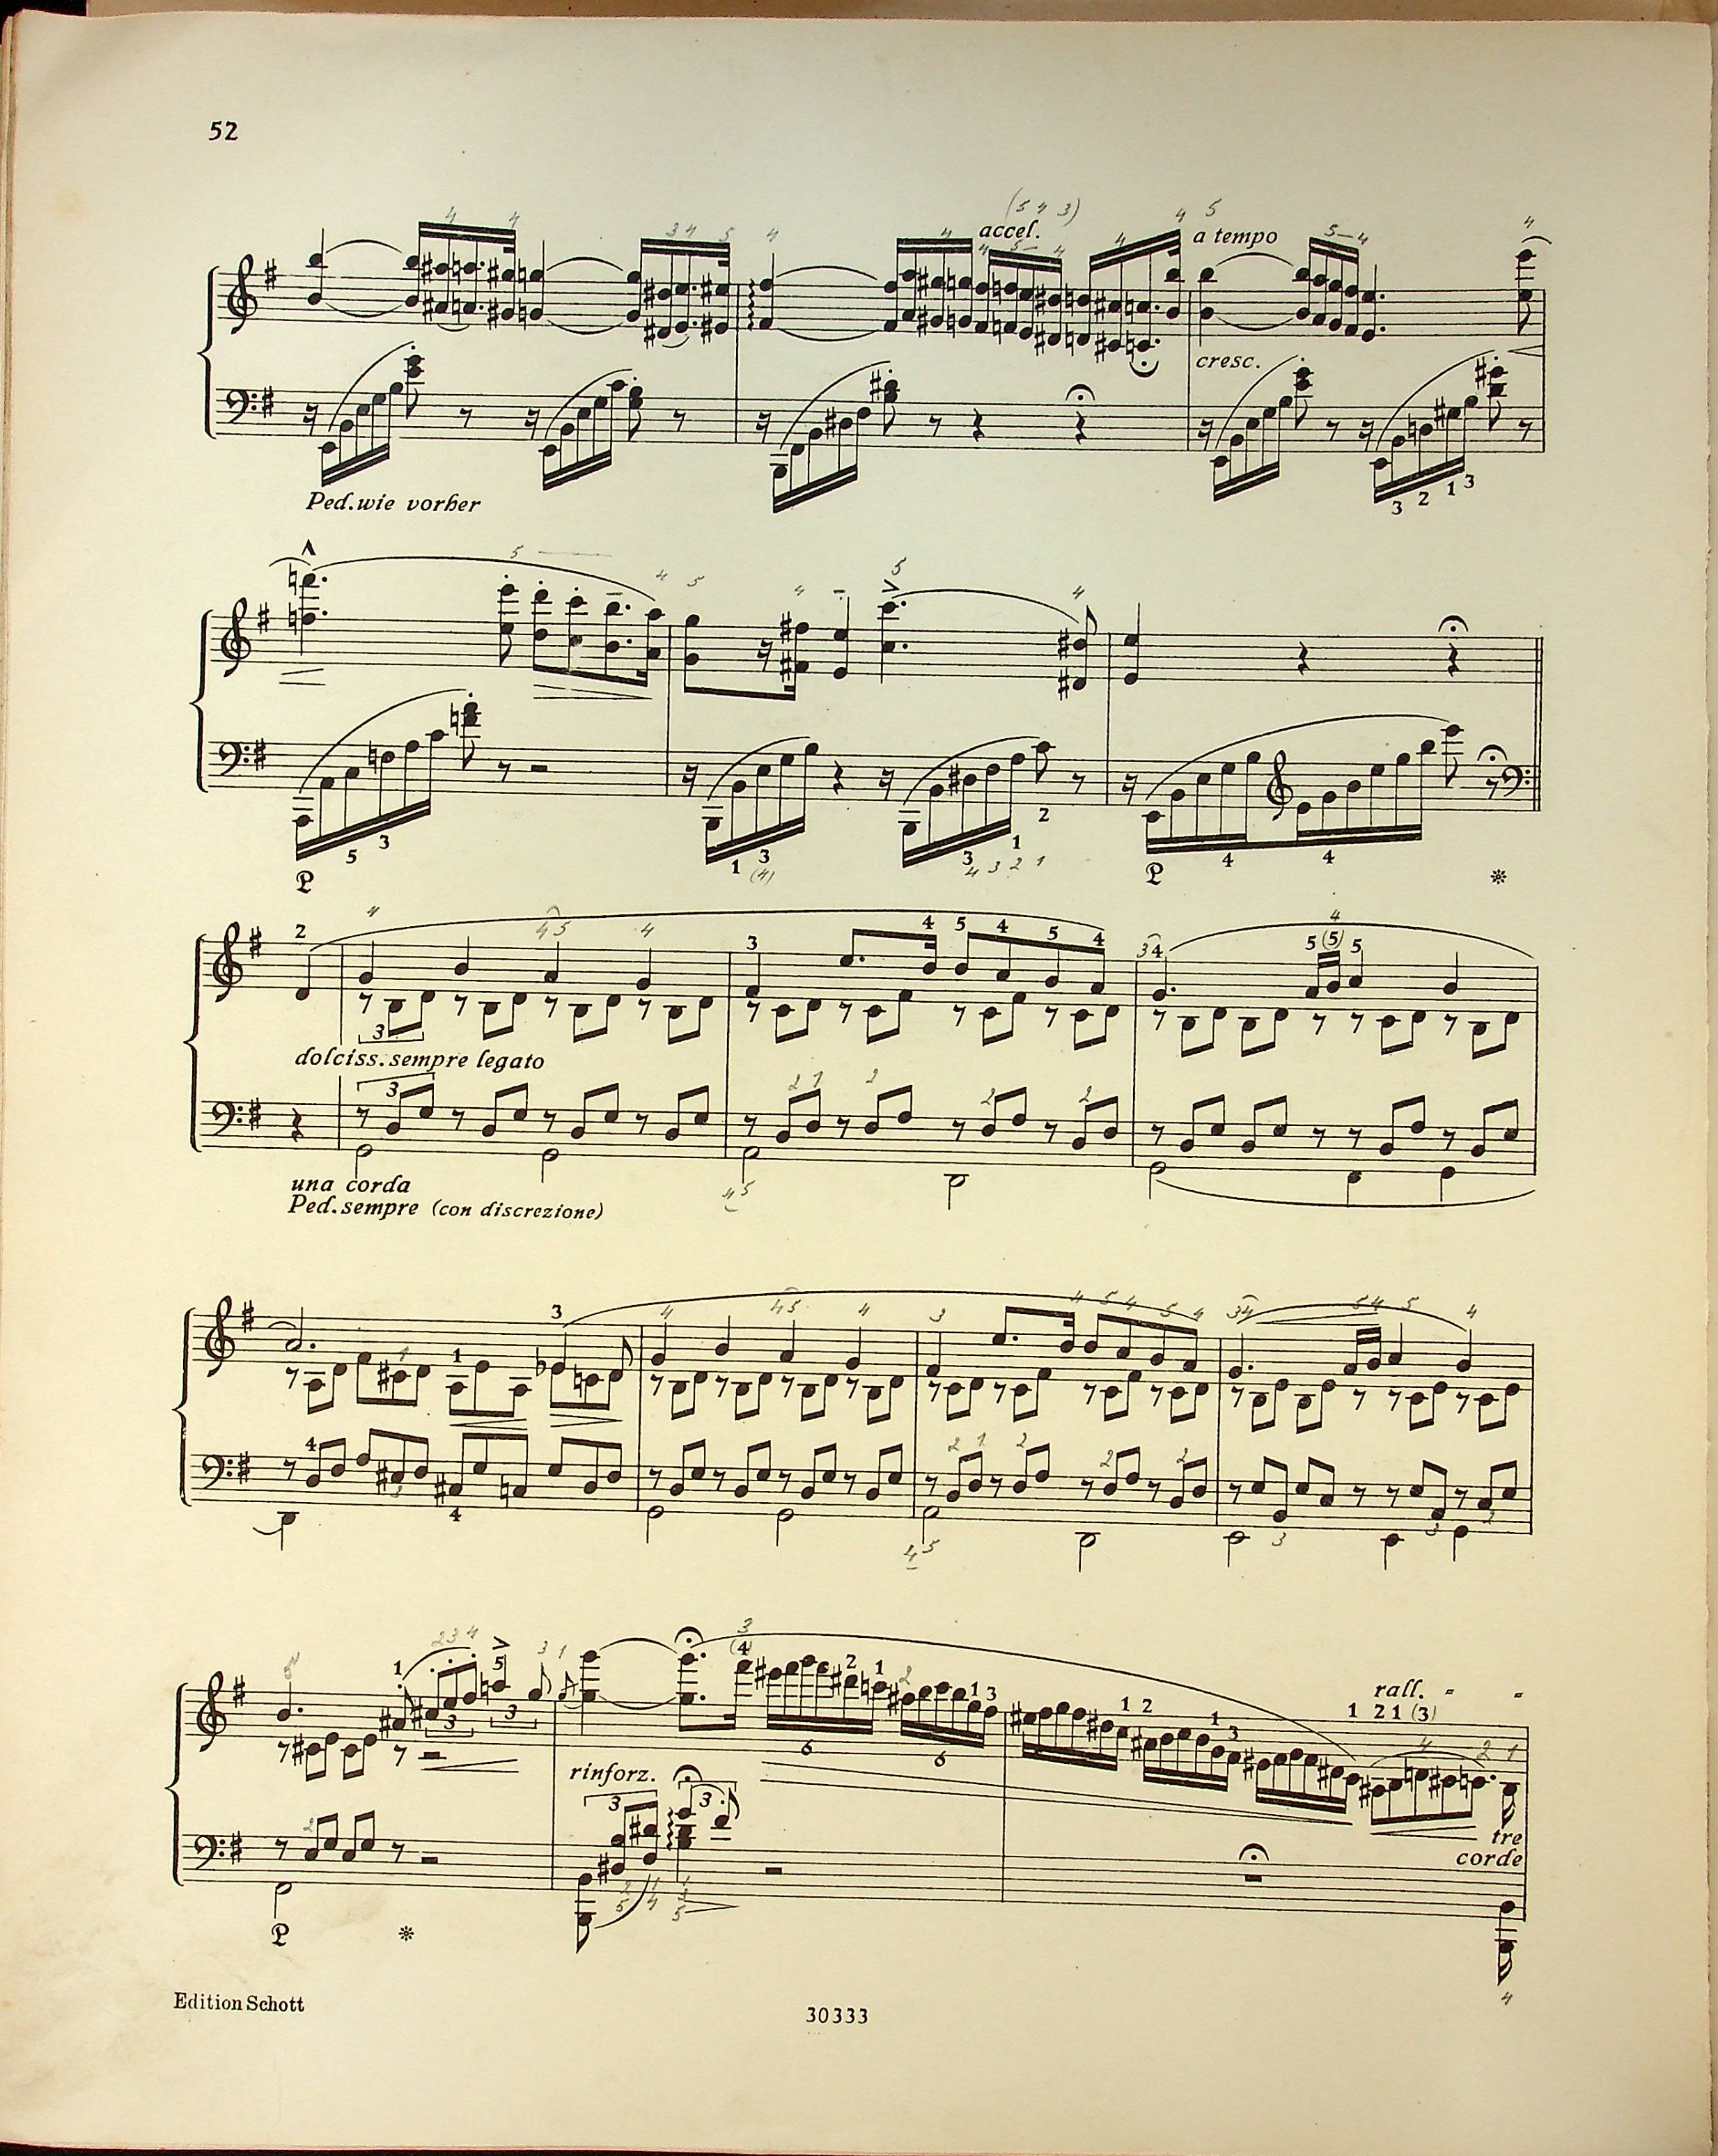 52
accel.
a tempo
cresc.
Ped. wie vorher
dolciss. sempre legato
una corda
Ped. sempre (con discrezione)
rall. - -
rinforz.
tre
corde
Edition Schott
30333